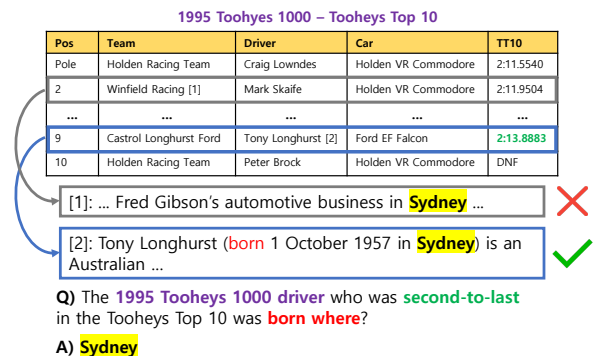 1995 Toohyes 1000 – Tooheys Top 10
Pos Team Driver Car TT10
Pole Holden Racing Team Craig Lowndes Holden VR Commodore 2:11.5540
2 Winfield Racing [1] Mark Skaife Holden VR Commodore 2:11.9504
... ... ... ... ...
9 Castrol Longhurst Ford Tony Longhurst [2] Ford EF Falcon 2:13.8883
10 Holden Racing Team Peter Brock Holden VR Commodore DNF
[1]: ... Fred Gibson's automotive business in Sydney ...
[2]: Tony Longhurst (born 1 October 1957 in Sydney) is an
Australian ...
Q) The 1995 Tooheys 1000 driver who was second-to-last
in the Tooheys Top 10 was born where?
A) Sydney